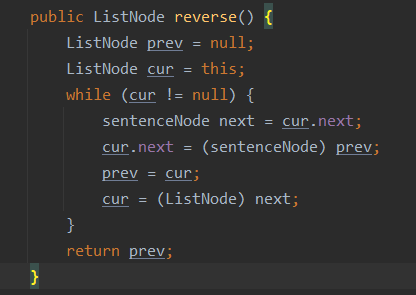 public ListNode reverse() {
ListNode prev = null;
ListNode cur = this;
while (cur != null) {
sentenceNode next = cur.next;
cur.next = (sentenceNode) prev;
prev = cur;
cur = (ListNode) next;
}
return prev;
}